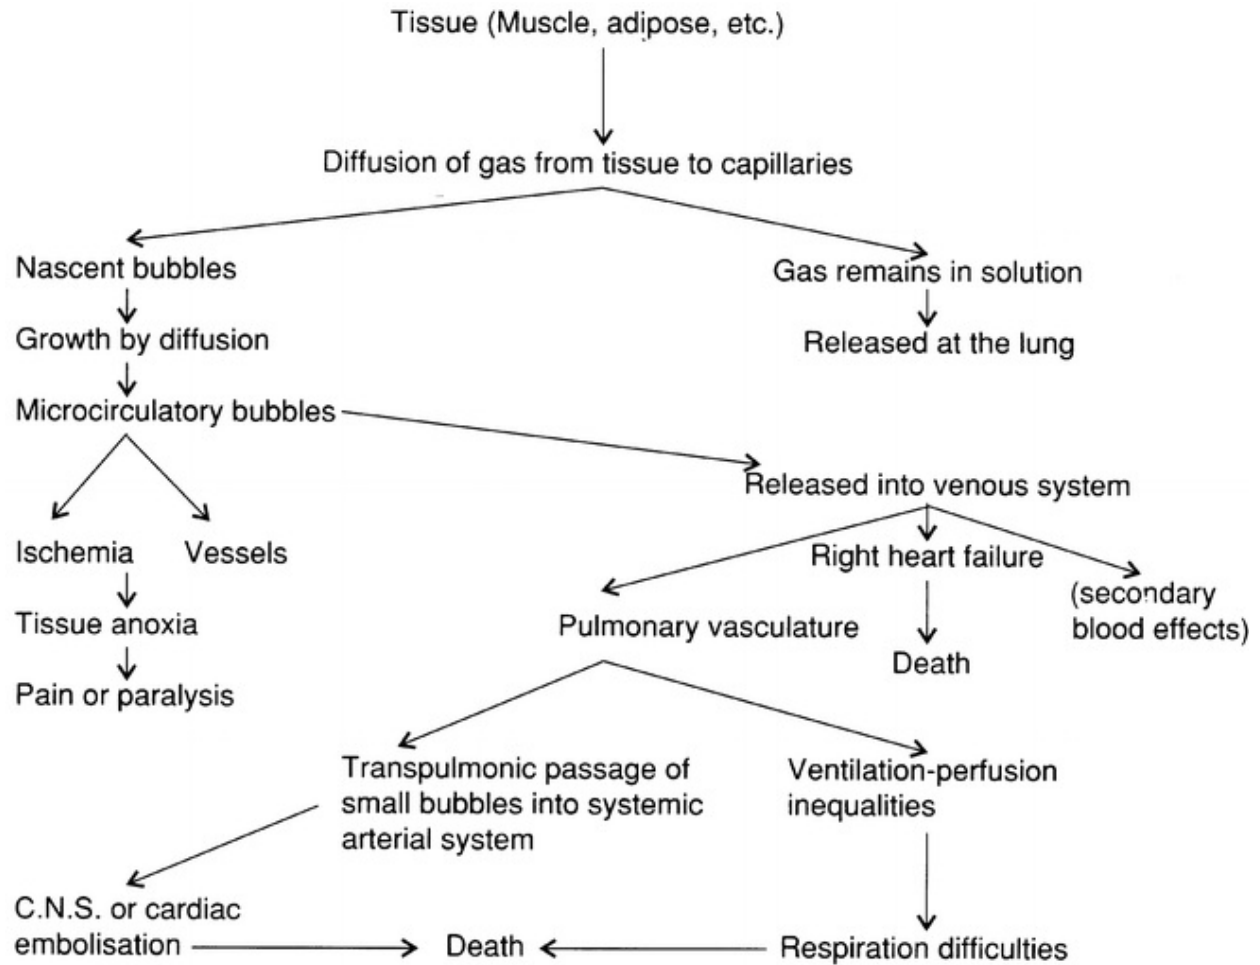 Tissue (Muscle, adipose, etc.)
Diffusion of gas from tissue to capillaries
Nascent bubbles
Gas remains in solution
Growth by diffusion
Released at the lung
Microcirculatory bubbles
Released into venous system
Ischemia
Vessels
Right heart failure
(secondary
blood effects)
Tissue anoxia
Pulmonary vasculature
Death
Pain or paralysis
Transpulmonic passage of
small bubbles into systemic
arterial system
Ventilation-perfusion
inequalities
C.N.S. or cardiac
embolisation
Death
Respiration difficulties